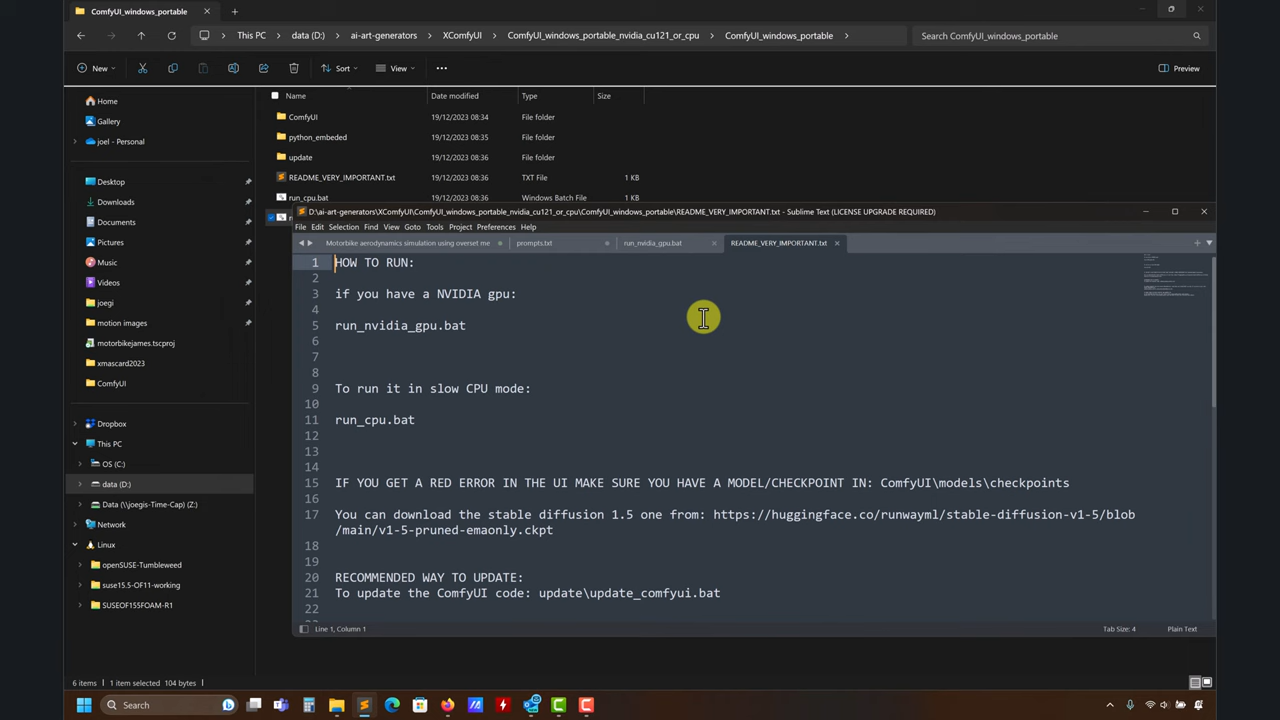 ComfyUI_windows_portable
This PC
data (D:)
ai-art-generators
XComfyUI
ComfyUI_windows_portable_nvidia_cu121_or_cpu
ComfyUI_windows_portable
Search ComfyUI_windows_portable
New
Sort
View
Preview
Name
Date modified
Type
Size
Home
Gallery
joel - Personal
Desktop
Downloads
Documents
Pictures
Music
Videos
joegi
motion images
motorbikejames.tscproj
xmascard2023
ComfyUI
Dropbox
This PC
OS (C:)
data (D:)
Data (\\joegis-Time-Cap) (Z:)
Network
Linux
openSUSE-Tumbleweed
suse15.5-OF11-working
SUSEOF155FOAM-R1
ComfyUI 19/12/2023 08:34 File folder
python_embeded 19/12/2023 08:35 File folder
update 19/12/2023 08:36 File folder
README_VERY_IMPORTANT.txt 19/12/2023 08:36 TXT File 1 KB
run_cpu.bat 19/12/2023 08:36 Windows Batch File 1 KB
D:\ai-art-generators\XComfyUI\ComfyUI_windows_portable_nvidia_cu121_or_cpu\ComfyUI_windows_portable\README_VERY_IMPORTANT.txt - Sublime Text (LICENSE UPGRADE REQUIRED)
File Edit Selection Find View Goto Tools Project Preferences Help
Motorbike aerodynamics simulation using overset me
prompts.txt
run_nvidia_gpu.bat
README_VERY_IMPORTANT.txt
1 HOW TO RUN:
2
3 if you have a NVIDIA gpu:
4
5 run_nvidia_gpu.bat
6
7
8
9 To run it in slow CPU mode:
10
11 run_cpu.bat
12
13
14
15 IF YOU GET A RED ERROR IN THE UI MAKE SURE YOU HAVE A MODEL/CHECKPOINT IN: ComfyUI\models\checkpoints
16
17 You can download the stable diffusion 1.5 one from: https://huggingface.co/runwayml/stable-diffusion-v1-5/blob
/main/v1-5-pruned-emaonly.ckpt
18
19
20 RECOMMENDED WAY TO UPDATE:
21 To update the ComfyUI code: update\update_comfyui.bat
22
Line 1, Column 1
Tab Size: 4
Plain Text
6 items
1 item selected 104 bytes
Search